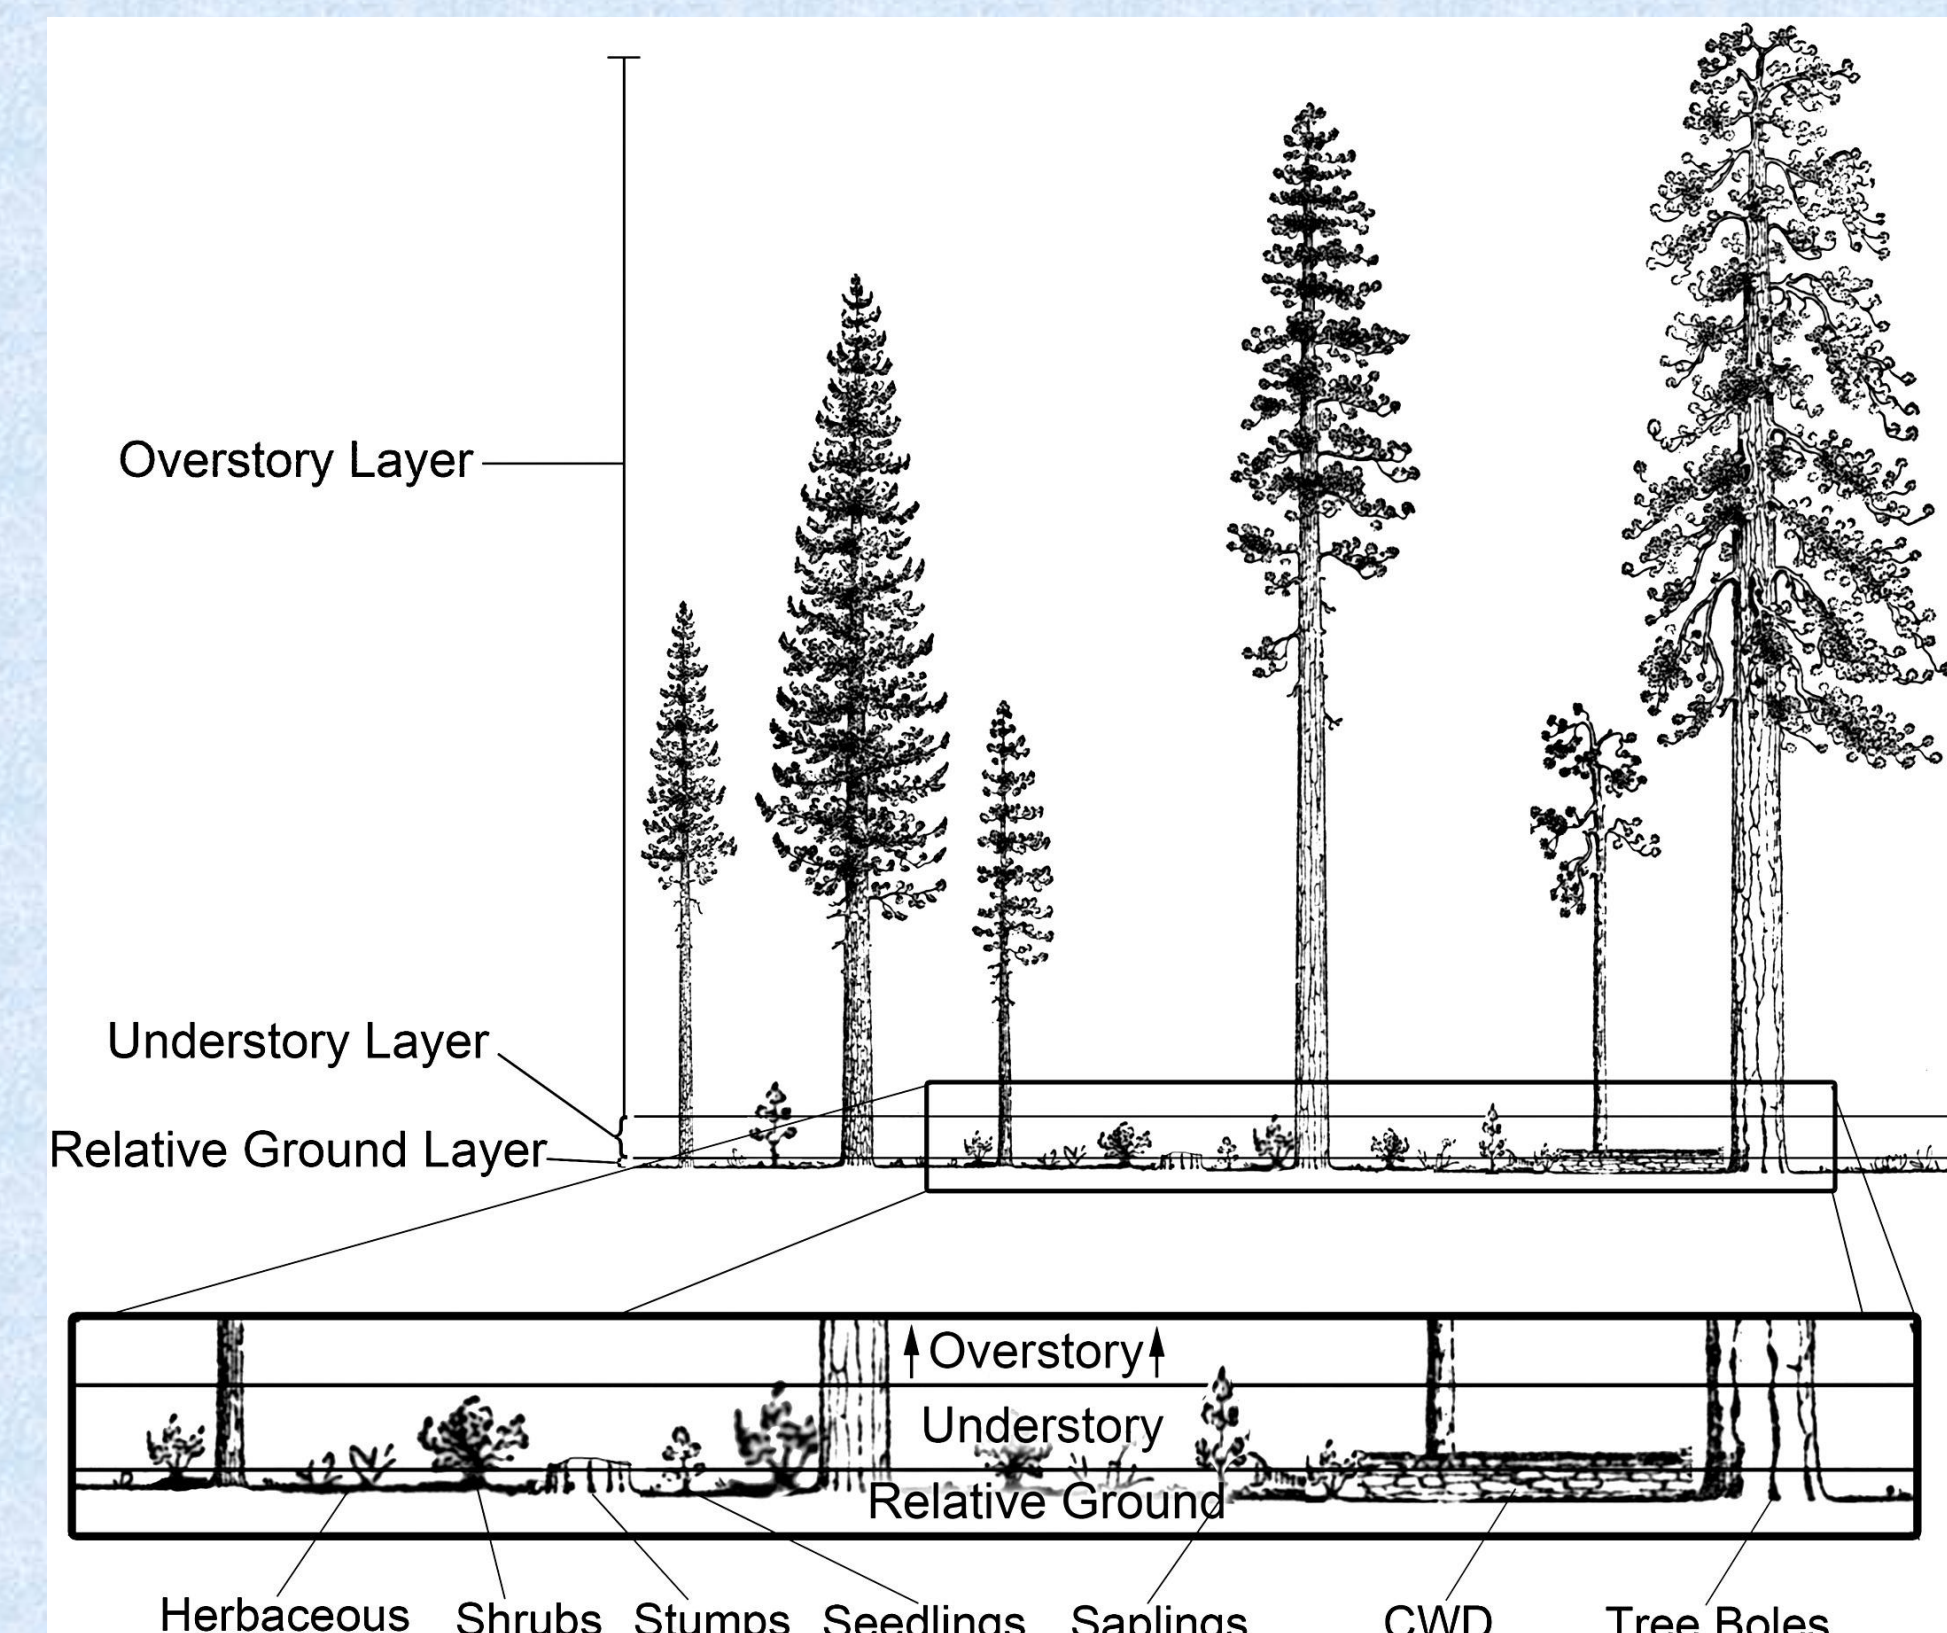 Overstory Layer
Understory Layer
Relative Ground Layer
Overstory
Understory
Relative Ground
Herbaceous Shrubs Stumps Seedlings Saplings CWD Tree Boles